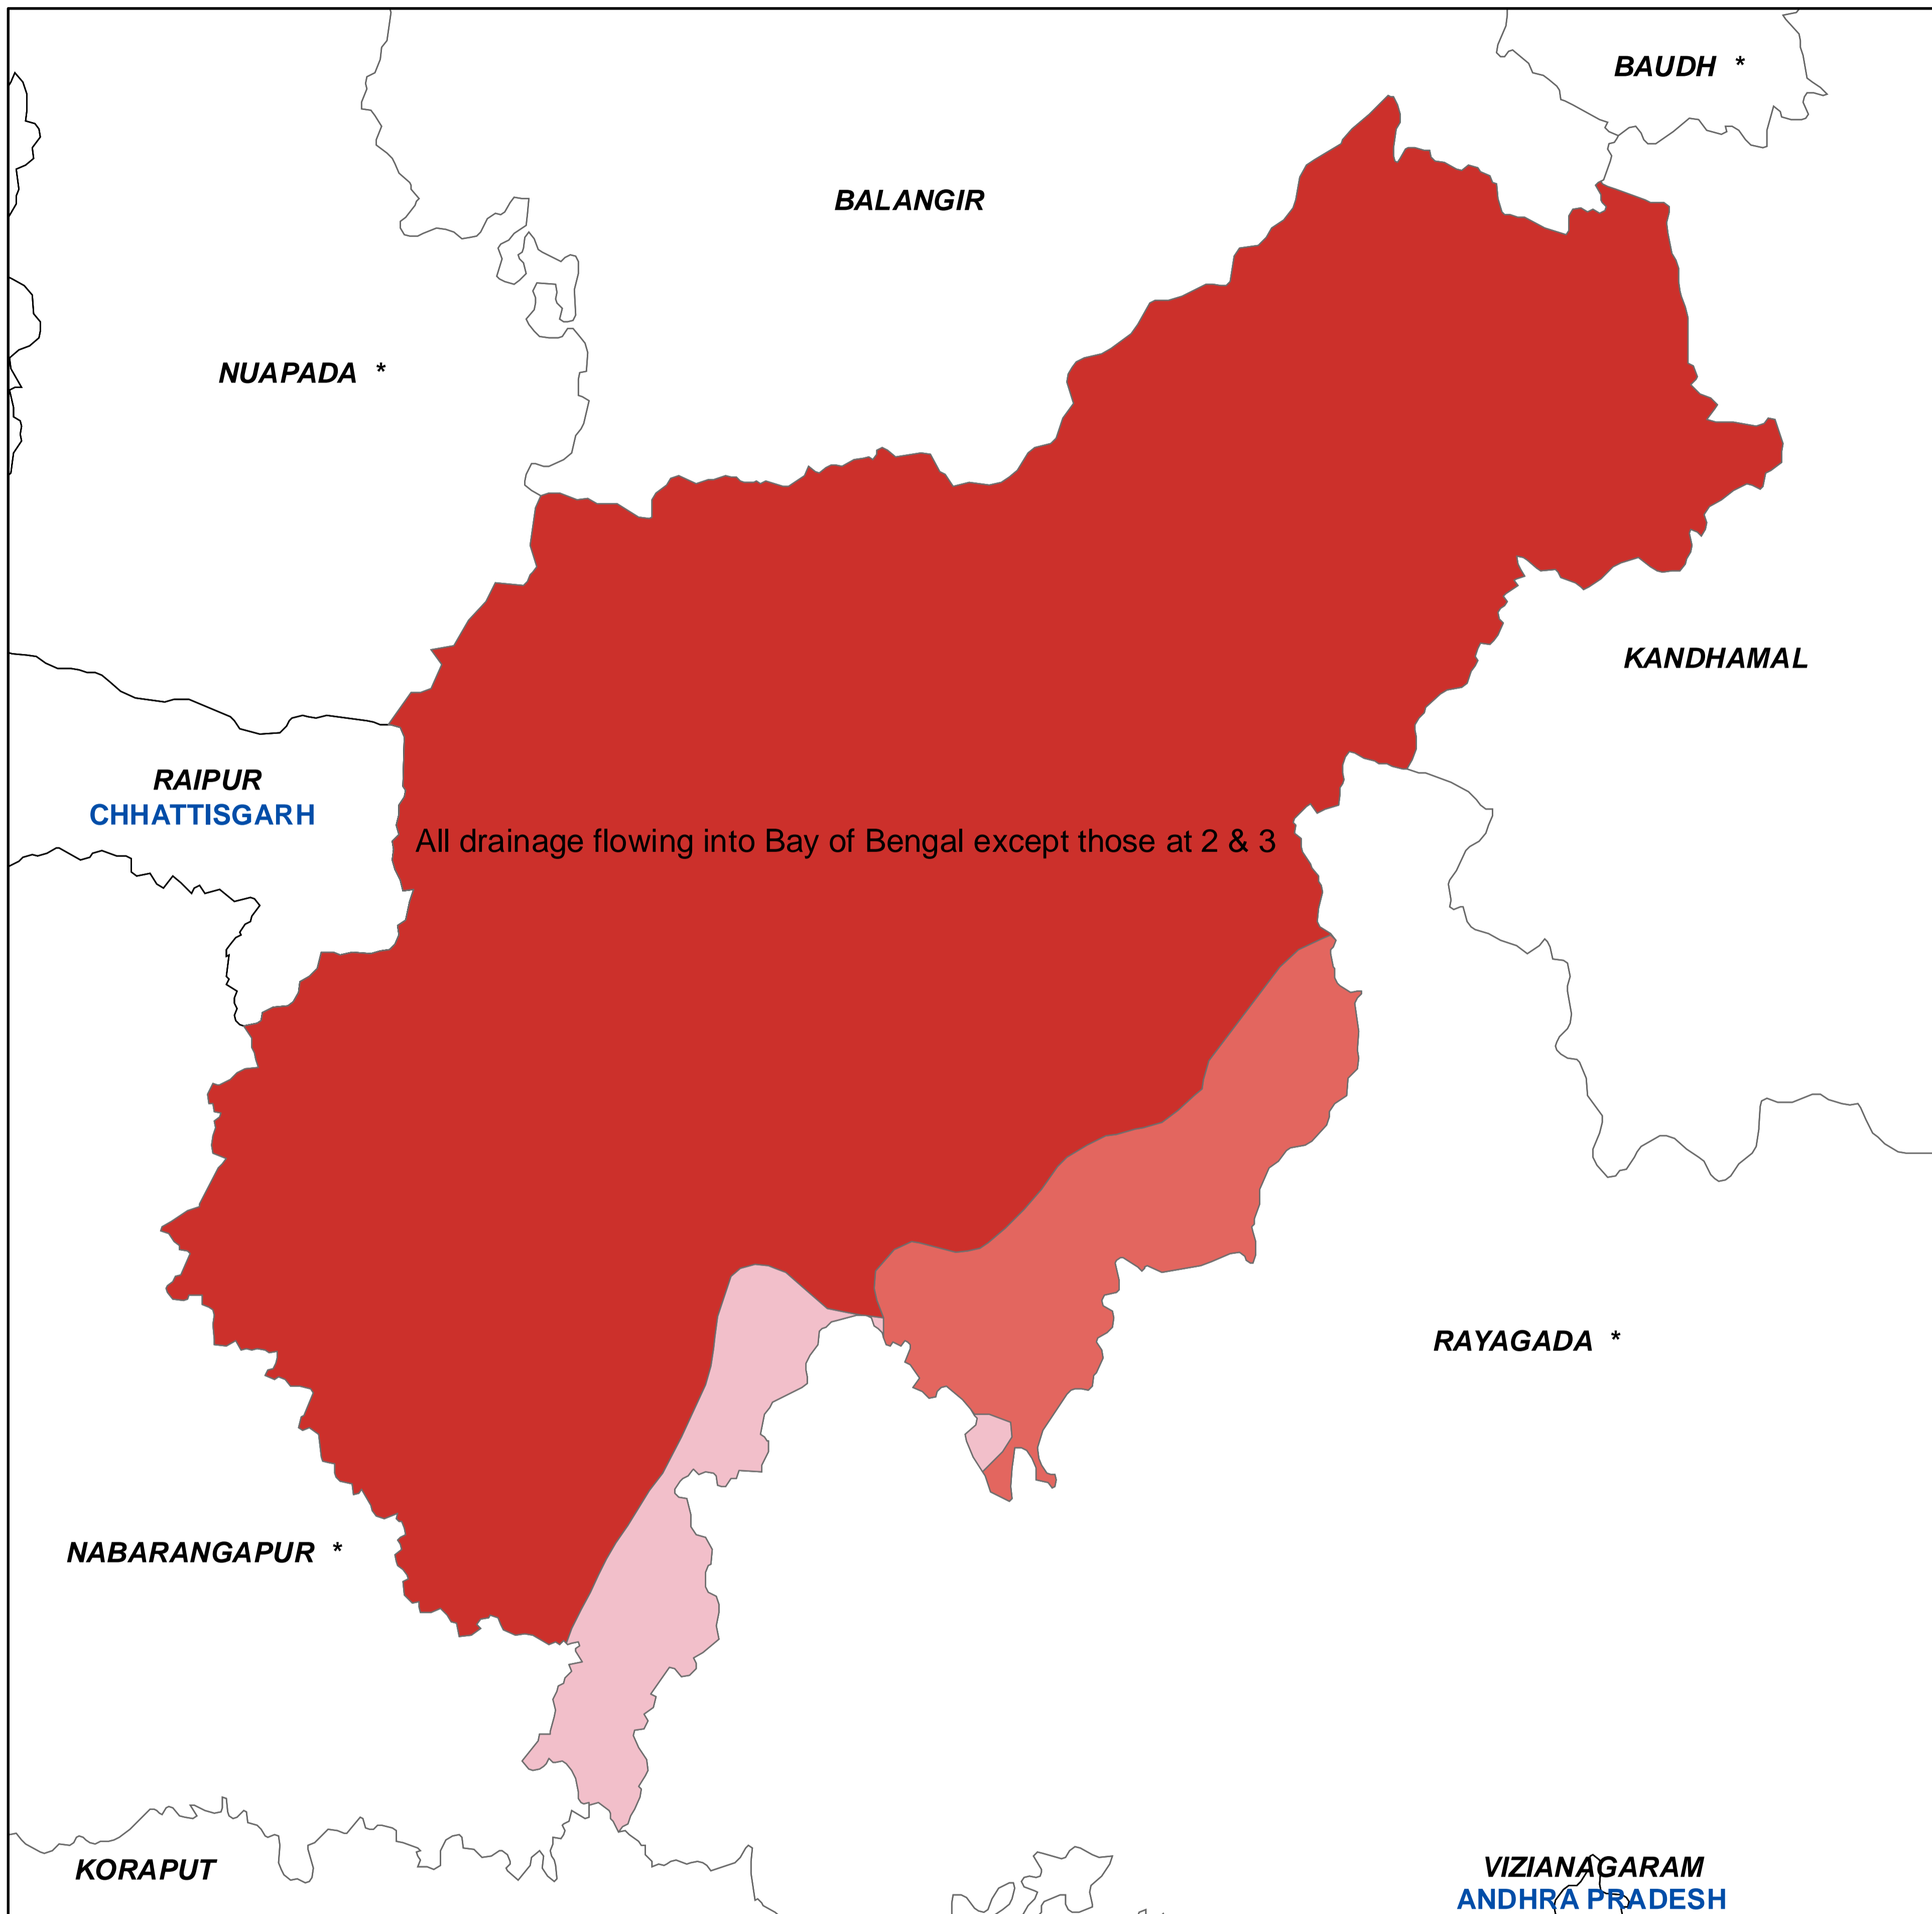 BAUDH *
BALANGIR
NUAPADA *
KANDHAMAL
RAIPUR
CHHATTISGARH
All drainage flowing into Bay of Bengal except those at 2 & 3
RAYAGADA *
NABARANGAPUR *
KORAPUT
VIZIANAGARAM
ANDHRA PRADESH